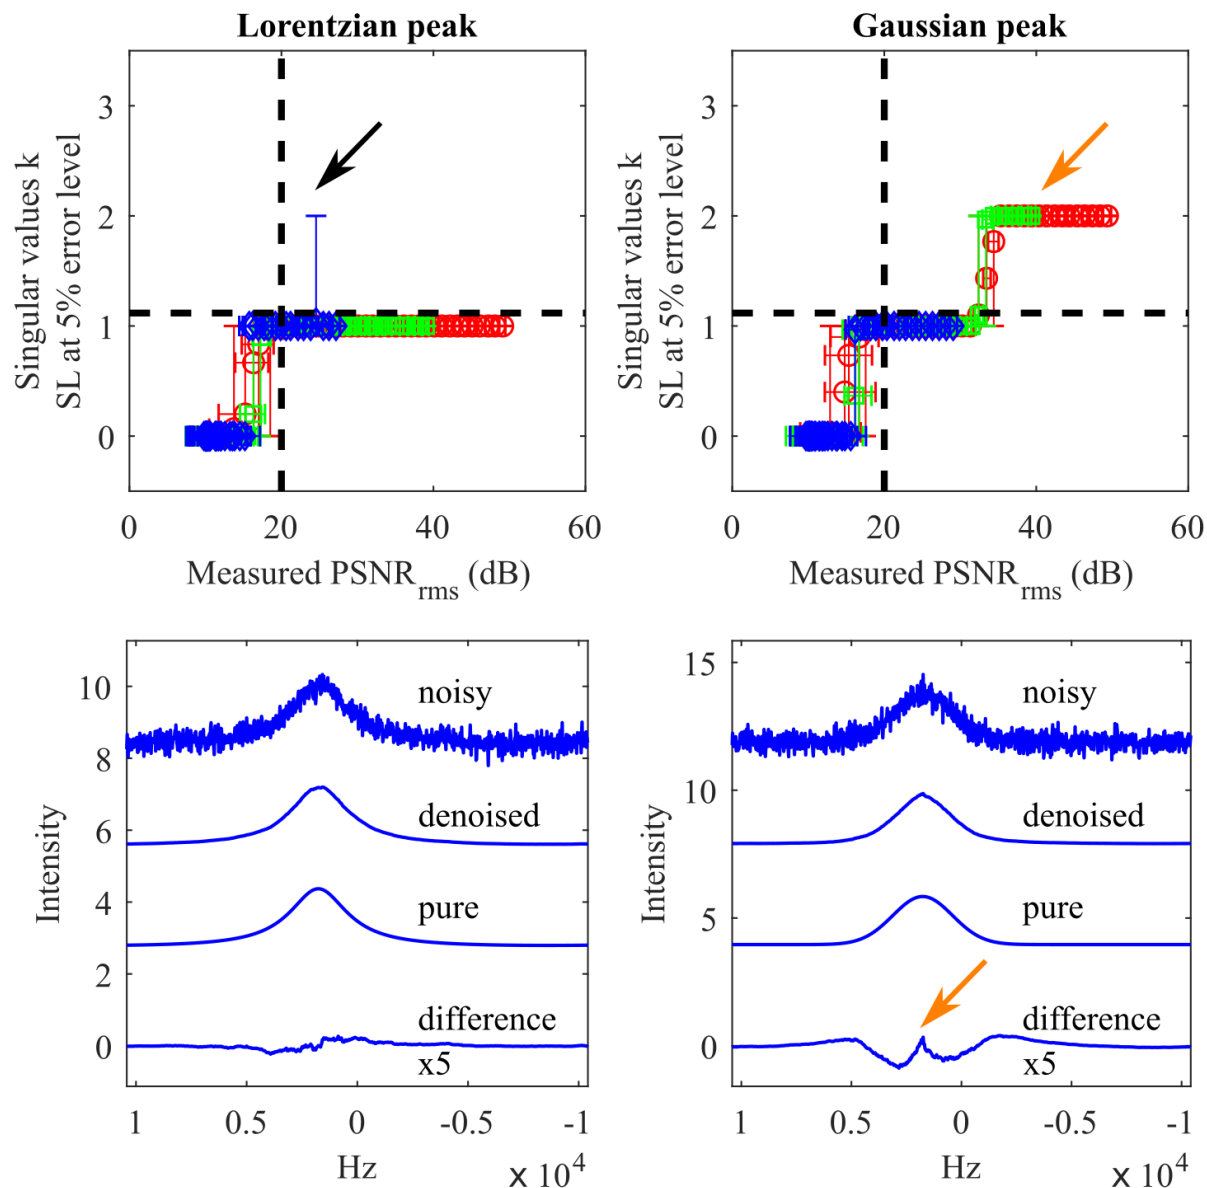 Lorentzian peak
Singular values k
SL at 5% error level
3
2
1
0
0 20 40 60
Measured PSNRrms (dB)
Gaussian peak
Singular values k
SL at 5% error level
3
2
1
0
0 20 40 60
Measured PSNRrms (dB)
Intensity
10
8
6
4
2
0
noisy
denoised
pure
difference
x5
1 0.5 0 -0.5 -1
Hz
x 10^4
Intensity
15
10
5
0
noisy
denoised
pure
difference
x5
1 0.5 0 -0.5 -1
Hz
x 10^4